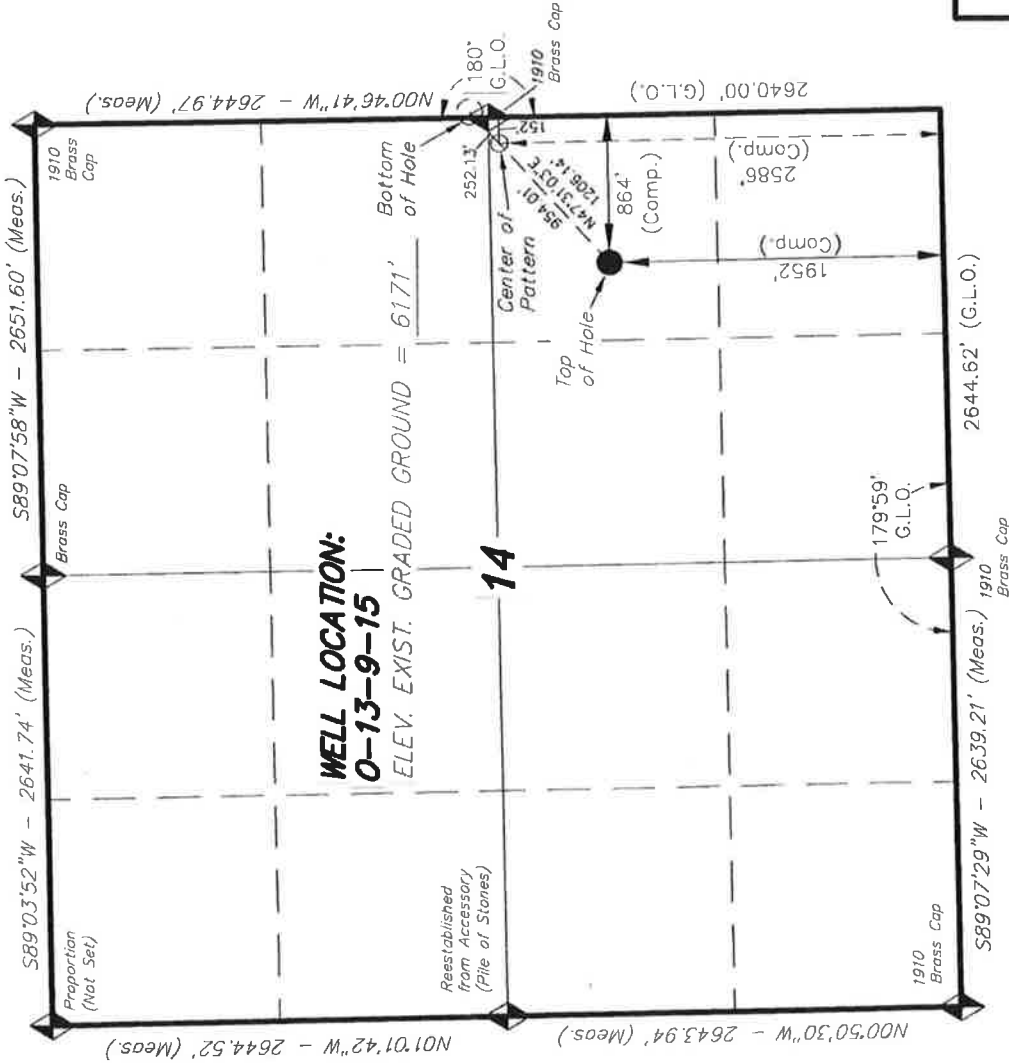 S89°03'52"W - 2641.74' (Meas.)
S89°07'58"W - 2651.60' (Meas.)
Proportion
(Not Set)
Brass Cap
1910
Brass
Cap
N01°01'42"W - 2644.52' (Meas.)
N00°46'41"W - 2644.97' (Meas.)
WELL LOCATION:
O-13-9-15
ELEV. EXIST. GRADED GROUND = 6171'
Bottom
of Hole
180°
G.L.O.
1910
Brass Cap
252.13'
152'
Center of
Pattern
Reestablished
from Accessory
(Pile of Stones)
14
954.01'
N47°31'03"E
1206.14'
Top
of Hole
864'
(Comp.)
1952'
(Comp.)
2586'
(Comp.)
2640.00' (G.L.O.)
N00°50'30"W - 2643.94' (Meas.)
179°59'
G.L.O.
1910
Brass Cap
1910
Brass Cap
S89°07'29"W - 2639.21' (Meas.)
2644.62' (G.L.O.)